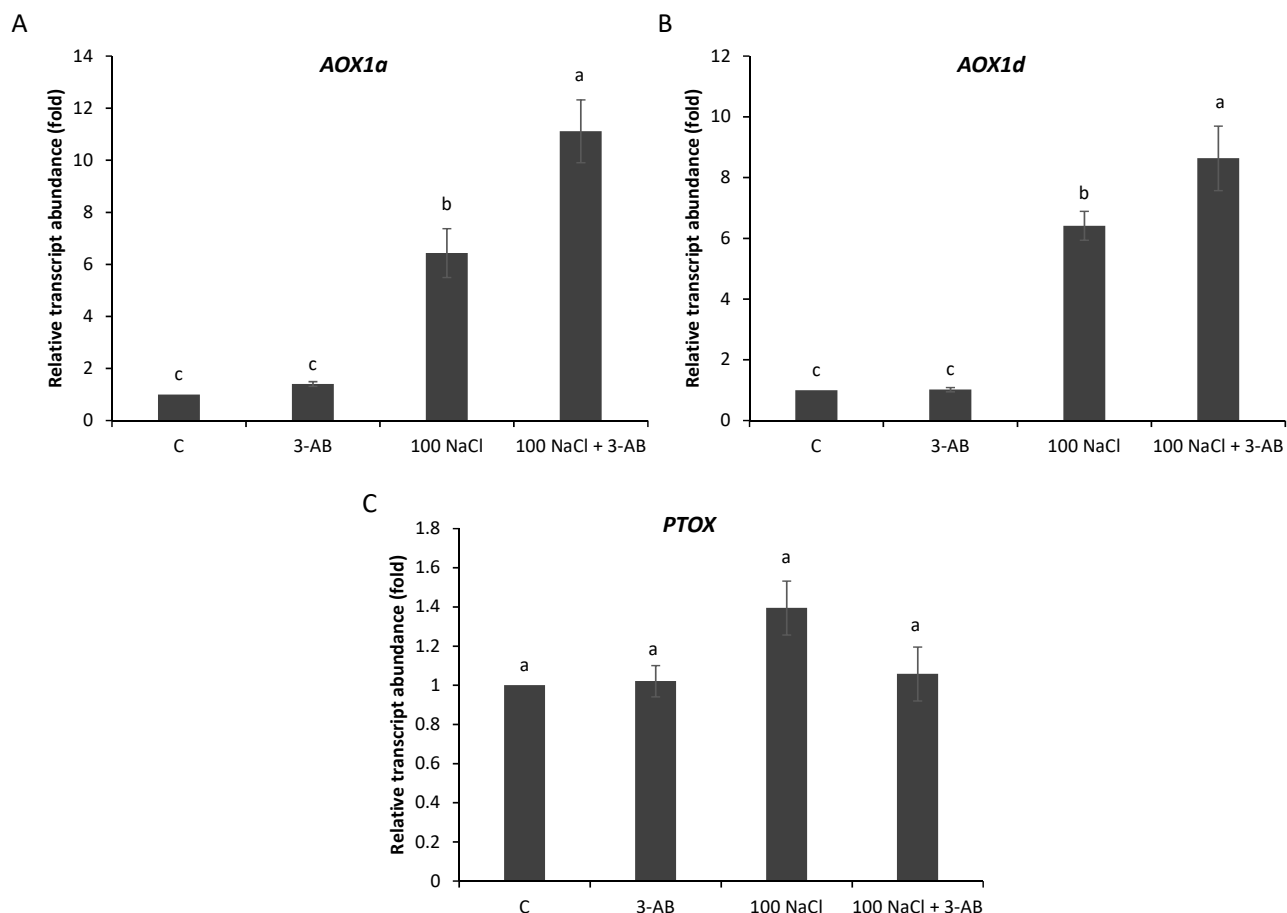 A
AOX1a
Relative transcript abundance (fold)
14
12
10
8
6
4
2
0
c
c
b
a
C
3-AB
100 NaCl
100 NaCl + 3-AB
B
AOX1d
Relative transcript abundance (fold)
12
10
8
6
4
2
0
c
c
b
a
C
3-AB
100 NaCl
100 NaCl + 3-AB
C
PTOX
Relative transcript abundance (fold)
1.8
1.6
1.4
1.2
1
0.8
0.6
0.4
0.2
0
a
a
a
a
C
3-AB
100 NaCl
100 NaCl + 3-AB